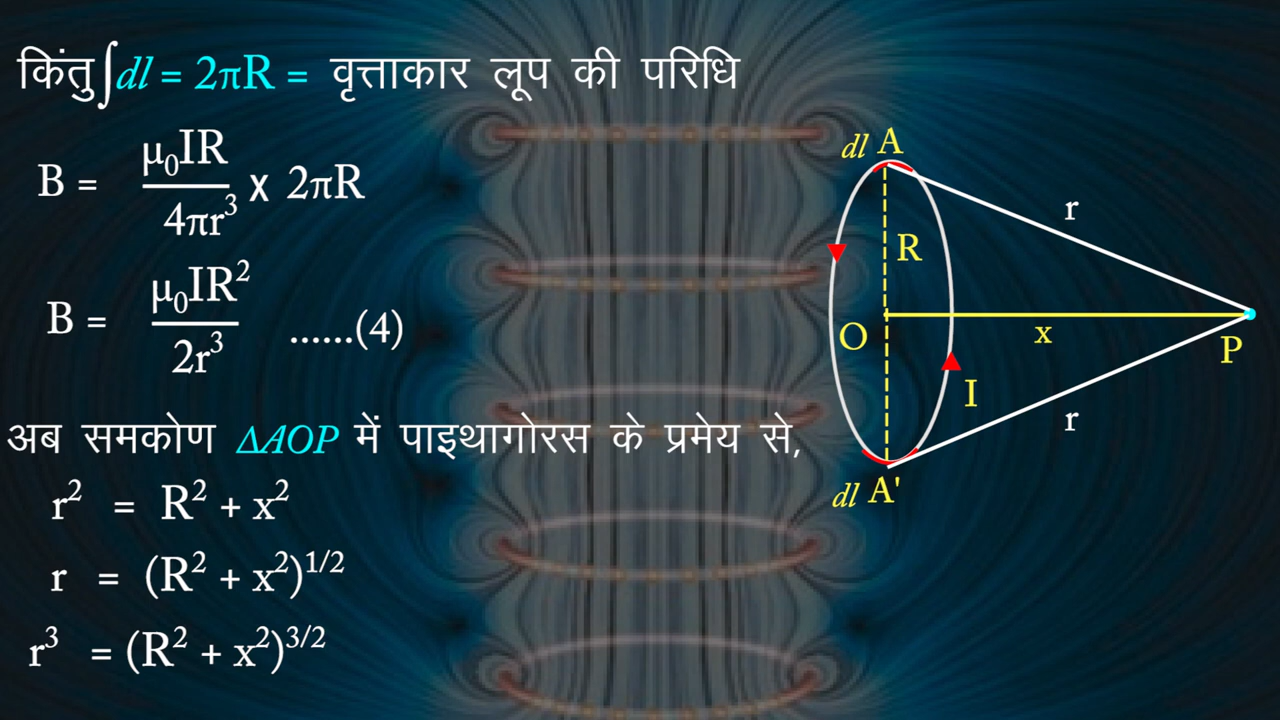 किंतु ∫dl = 2πR = वृत्ताकार लूप की परिधि
B = μ₀IR / 4πr³ x 2πR
B = μ₀IR² / 2r³ ......(4)
अब समकोण ΔAOP में पाइथागोरस के प्रमेय से,
r² = R² + x²
r = (R² + x²)^1/2
r³ = (R² + x²)^3/2
dl A
r
R
O
x
P
I
r
dl A'